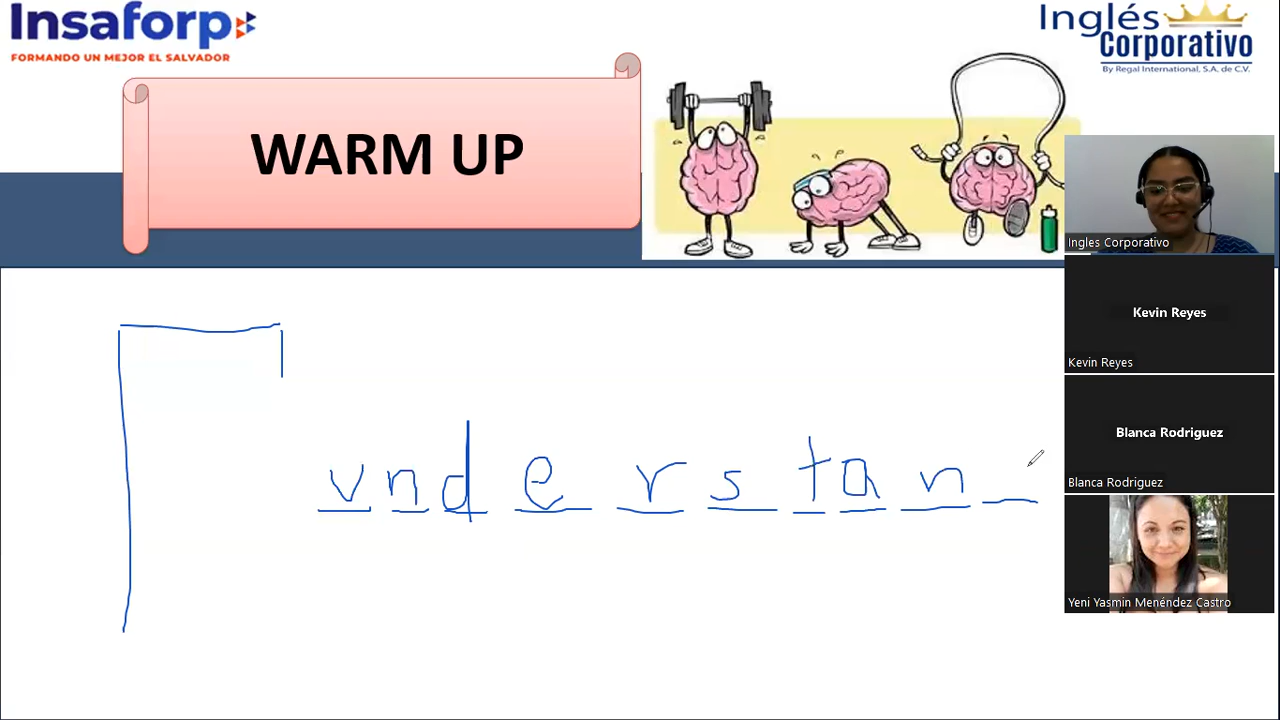 Insaforp
FORMANDO UN MEJOR EL SALVADOR
Inglés
Corporativo
By Regal International, S.A. de C.V.
WARM UP
Ingles Corporativo
Kevin Reyes
Kevin Reyes
Blanca Rodriguez
Blanca Rodriguez
Yeni Yasmin Menéndez Castro
u n d e r s t a n _